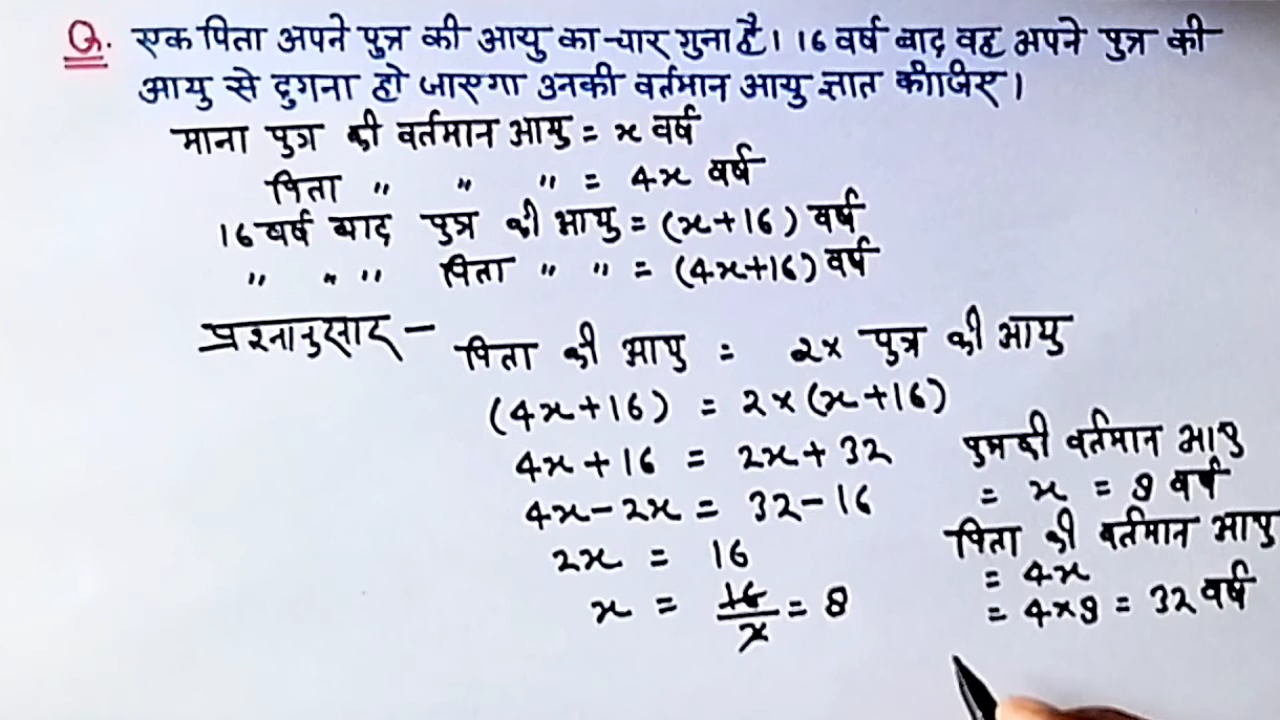 Q. एक पिता अपने पुत्र की आयु का चार गुना है। 16 वर्ष बाद वह अपने पुत्र की
आयु से दुगना हो जाएगा उनकी वर्तमान आयु ज्ञात कीजिए।
माना पुत्र की वर्तमान आयु = x वर्ष
पिता " " " = 4x वर्ष
16 वर्ष बाद पुत्र की आयु = (x+16) वर्ष
" " " पिता " " = (4x+16) वर्ष
प्रश्नानुसार –
पिता की आयु = 2x पुत्र की आयु
(4x+16) = 2×(x+16)
4x+16 = 2x+32
4x-2x = 32-16
2x = 16
x = 16/2 = 8
पुत्र की वर्तमान आयु
= x = 8 वर्ष
पिता की वर्तमान आयु
= 4x
= 4×8 = 32 वर्ष